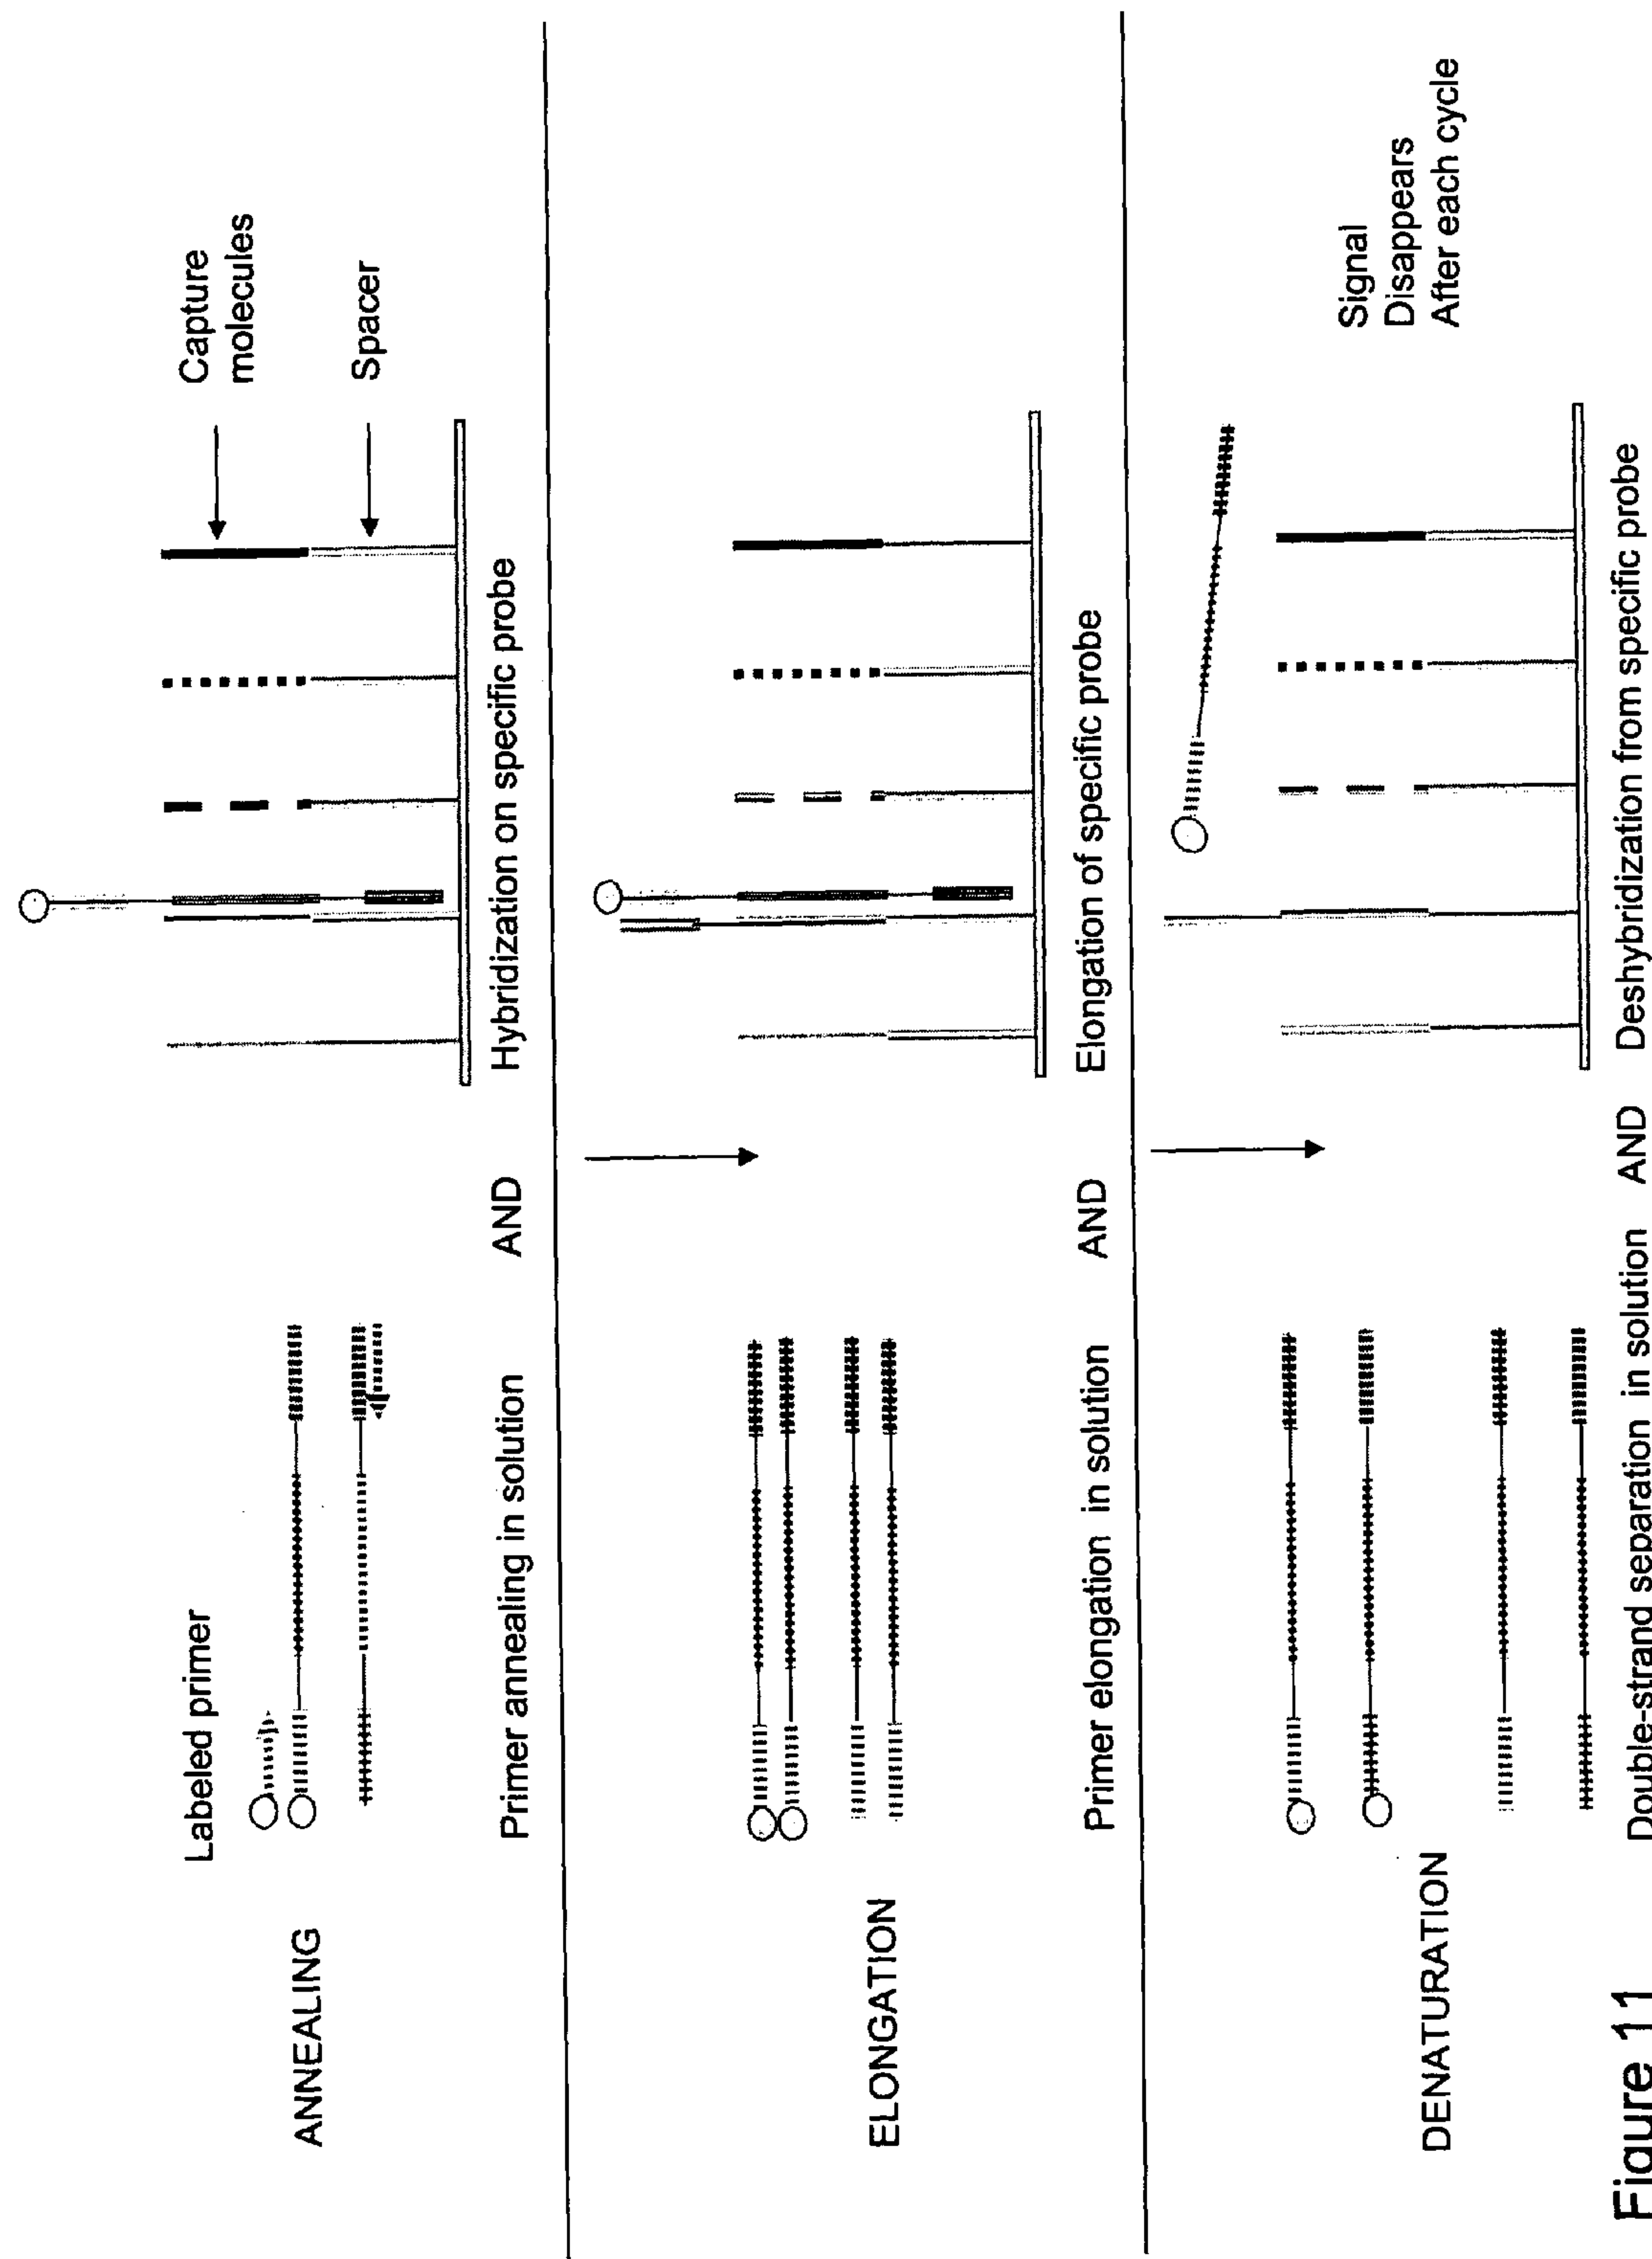 ANNEALING
Labeled primer
Capture
molecules
Spacer
Primer annealing in solution AND Hybridization on specific probe
ELONGATION
Primer elongation in solution AND Elongation of specific probe
DENATURATION
Signal
Disappears
After each cycle
Double-strand separation in solution AND Deshybridization from specific probe
Figure 11